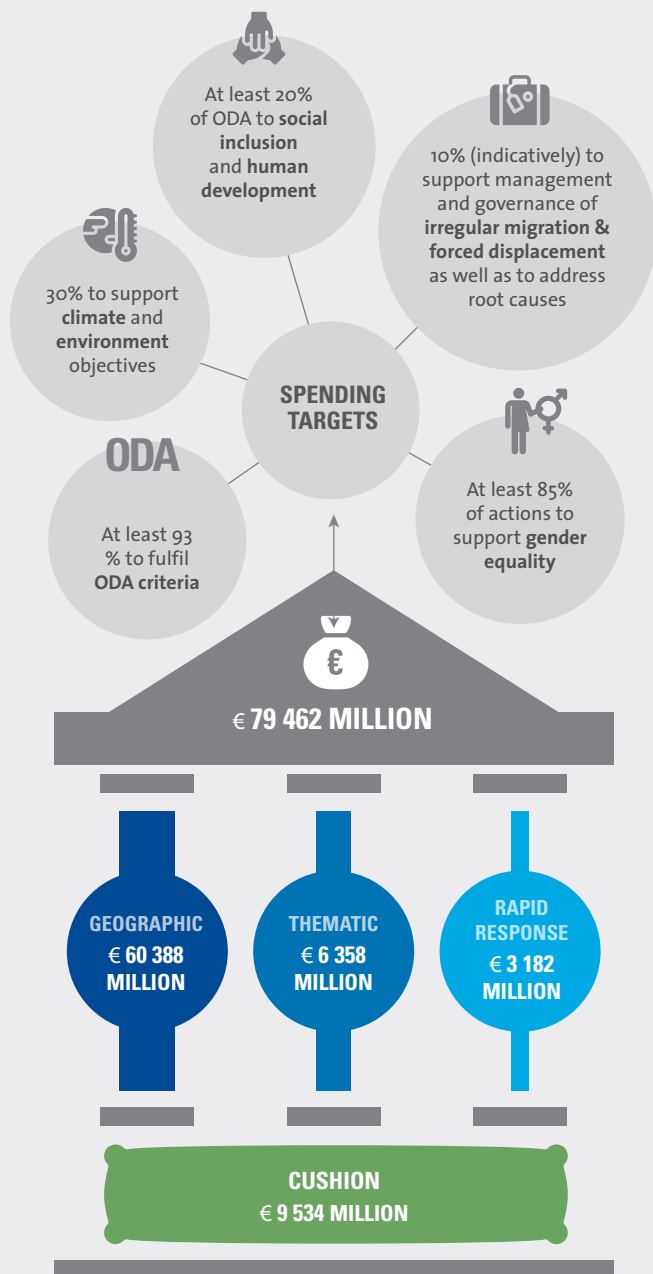 At least 20%
of ODA to social
inclusion
and human
development
10% (indicatively) to
support management
and governance of
irregular migration &
forced displacement
as well as to address
root causes
30% to support
climate and
environment
objectives
SPENDING
TARGETS
ODA
At least 93
% to fulfil
ODA criteria
At least 85%
of actions to
support gender
equality
€
€ 79 462 MILLION
GEOGRAPHIC
€ 60 388
MILLION
THEMATIC
€ 6 358
MILLION
RAPID
RESPONSE
€ 3 182
MILLION
CUSHION
€ 9 534 MILLION